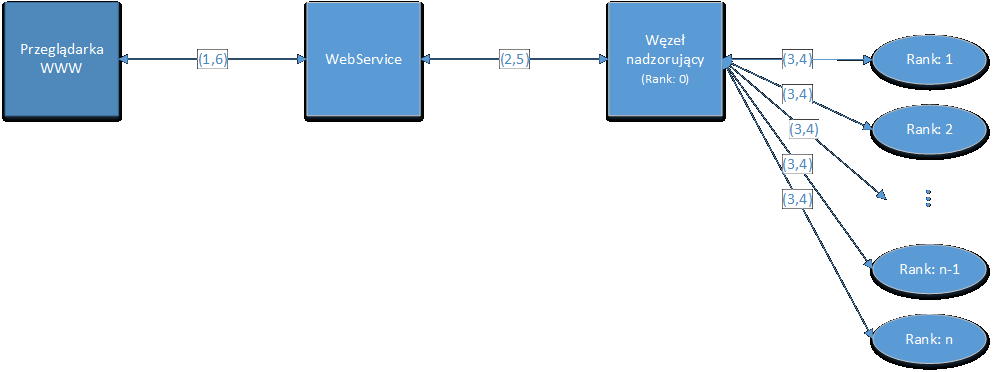 Przeglądarka
WWW
(1,6)
WebService
(2,5)
Węzeł
nadzorujący
(Rank: 0)
(3,4)
Rank: 1
(3,4)
Rank: 2
(3,4)
...
(3,4)
Rank: n-1
(3,4)
Rank: n